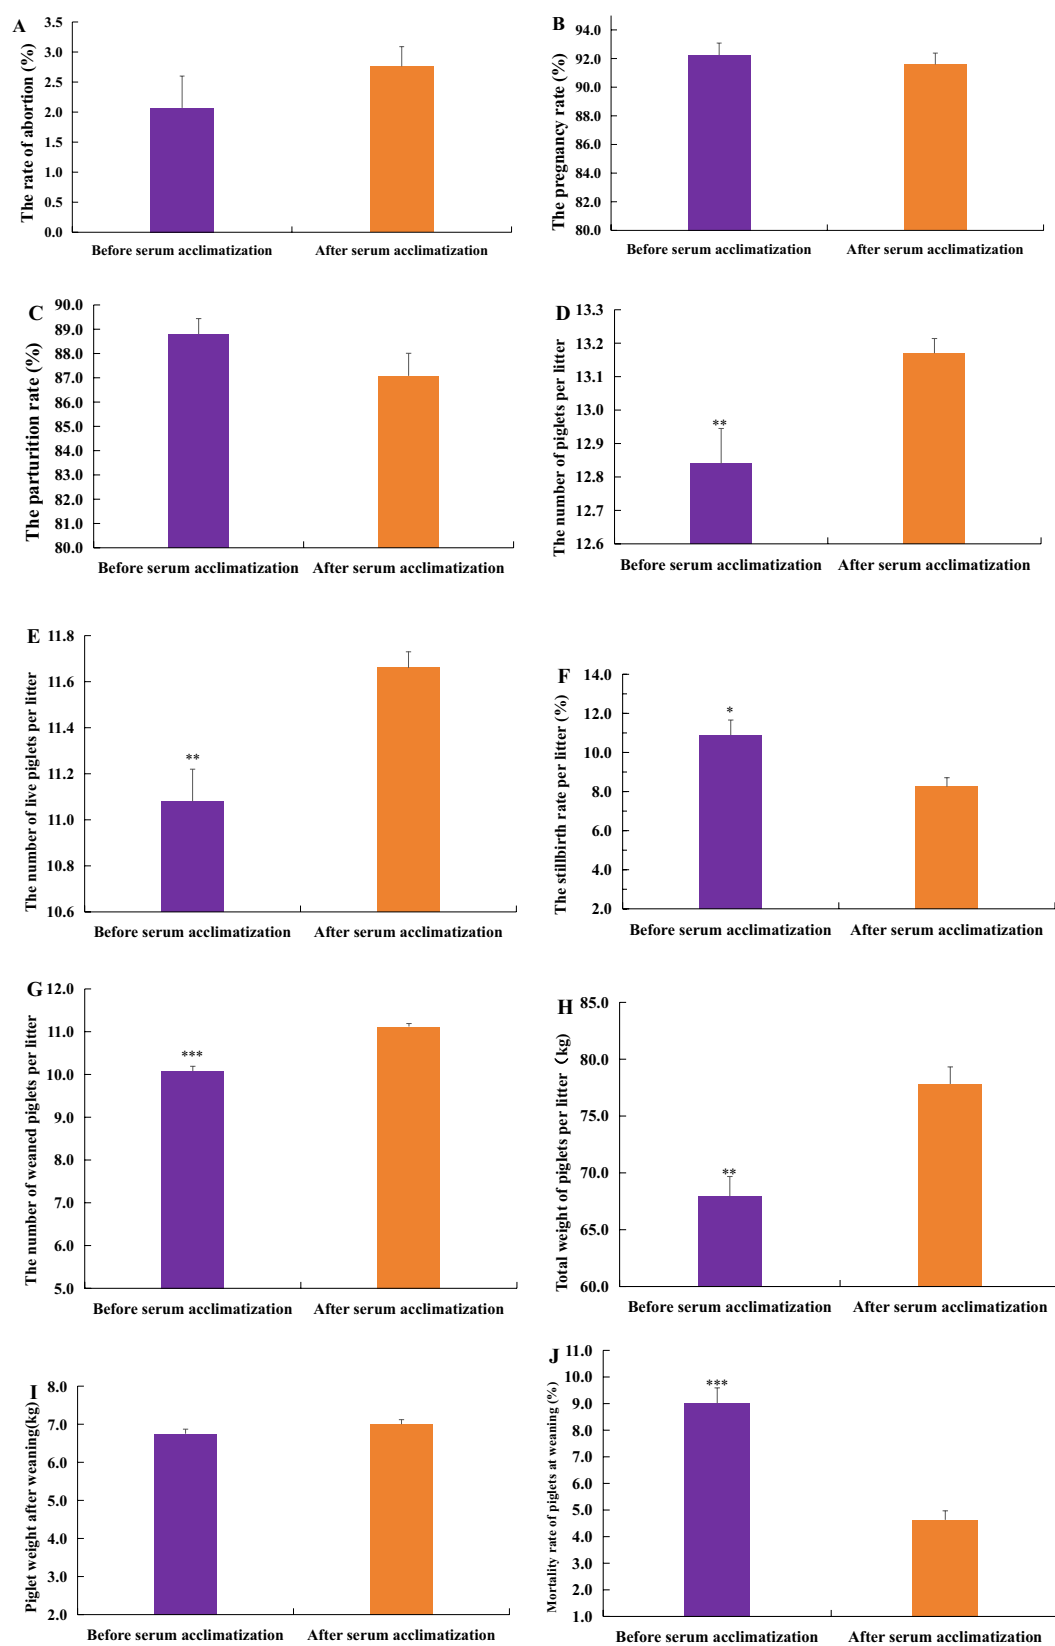 A
The rate of abortion (%)
3.5
3.0
2.5
2.0
1.5
1.0
0.5
0.0
Before serum acclimatization
After serum acclimatization
B
The pregnancy rate (%)
94.0
92.0
90.0
88.0
86.0
84.0
82.0
80.0
Before serum acclimatization
After serum acclimatization
C
The parturition rate (%)
90.0
89.0
88.0
87.0
86.0
85.0
84.0
83.0
82.0
81.0
80.0
Before serum acclimatization
After serum acclimatization
D
The number of piglets per litter
13.3
13.2
13.1
13.0
12.9
12.8
12.7
12.6
**
Before serum acclimatization
After serum acclimatization
E
The number of live piglets per litter
11.8
11.6
11.4
11.2
11.0
10.8
10.6
**
Before serum acclimatization
After serum acclimatization
F
The stillbirth rate per litter (%)
14.0
12.0
10.0
8.0
6.0
4.0
2.0
*
Before serum acclimatization
After serum acclimatization
G
The number of weaned piglets per litter
12.0
11.0
10.0
9.0
8.0
7.0
6.0
5.0
***
Before serum acclimatization
After serum acclimatization
H
Total weight of piglets per litter（kg)
85.0
80.0
75.0
70.0
65.0
60.0
**
Before serum acclimatization
After serum acclimatization
I
Piglet weight after weaning(kg)
8.0
7.0
6.0
5.0
4.0
3.0
2.0
Before serum acclimatization
After serum acclimatization
J
Mortality rate of piglets at weaning (%)
11.0
10.0
9.0
8.0
7.0
6.0
5.0
4.0
3.0
2.0
1.0
***
Before serum acclimatization
After serum acclimatization